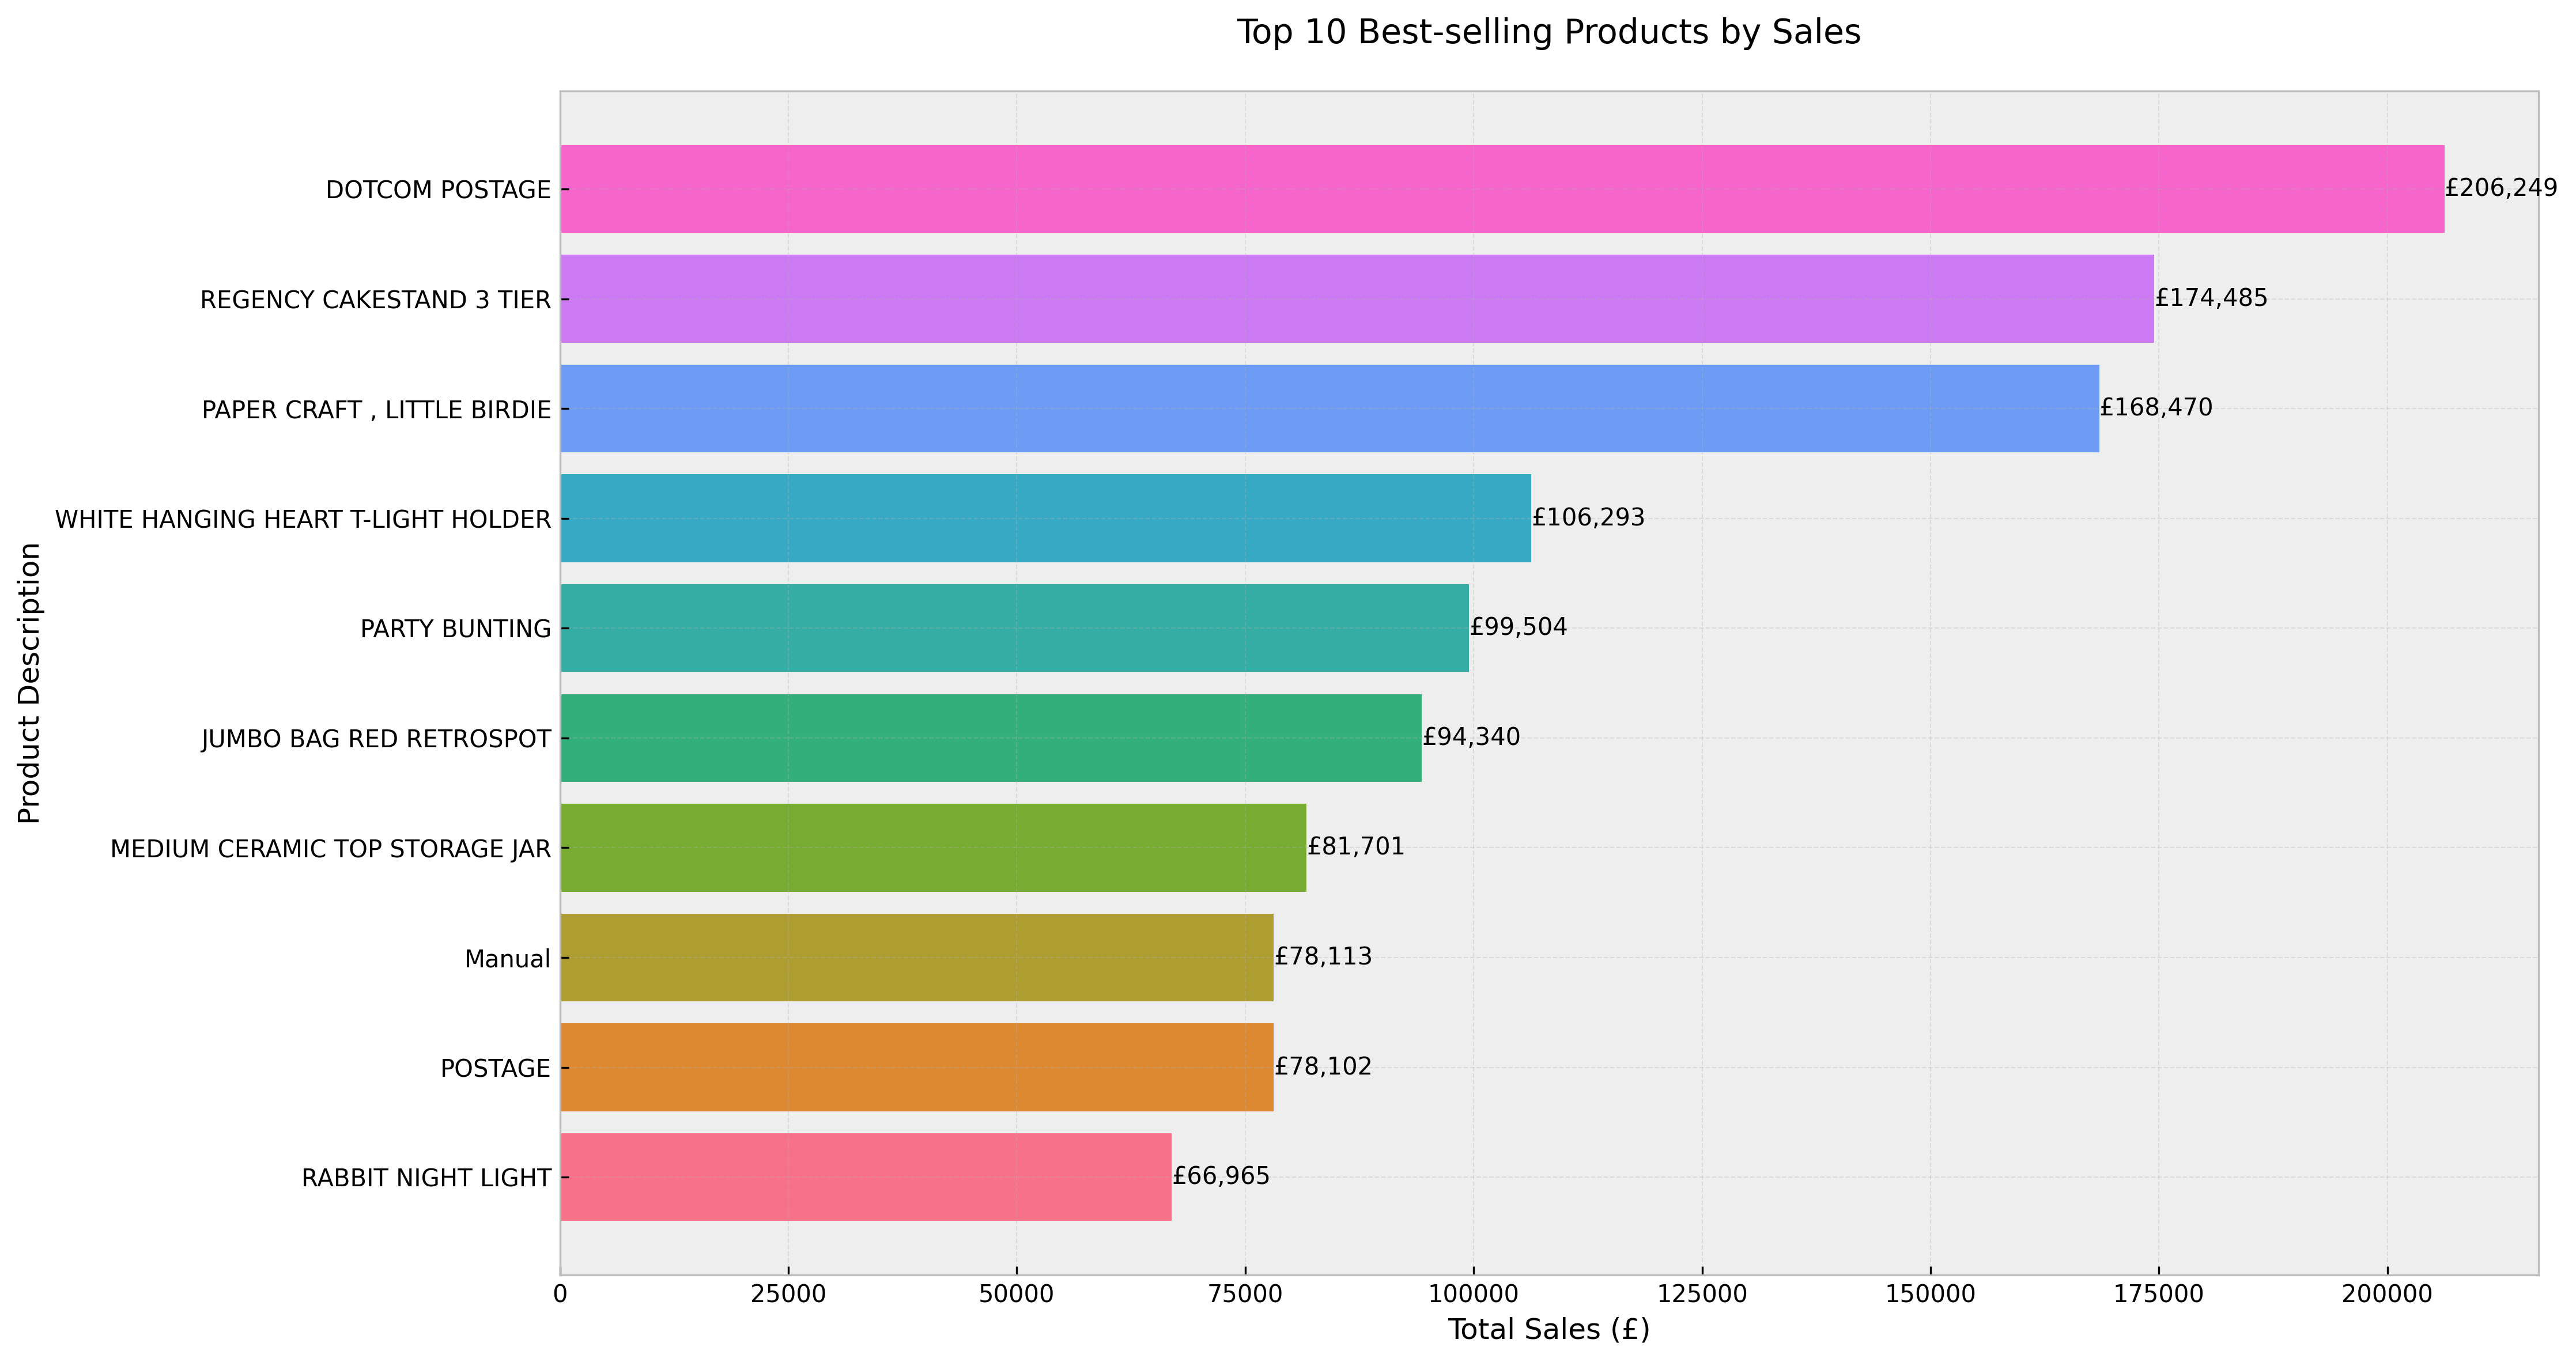 Top 10 Best-selling Products by Sales
DOTCOM POSTAGE
£206,249
REGENCY CAKESTAND 3 TIER
£174,485
PAPER CRAFT , LITTLE BIRDIE
£168,470
WHITE HANGING HEART T-LIGHT HOLDER
£106,293
PARTY BUNTING
£99,504
JUMBO BAG RED RETROSPOT
£94,340
MEDIUM CERAMIC TOP STORAGE JAR
£81,701
Manual
£78,113
POSTAGE
£78,102
RABBIT NIGHT LIGHT
£66,965
Product Description
0 25000 50000 75000 100000 125000 150000 175000 200000
Total Sales (£)